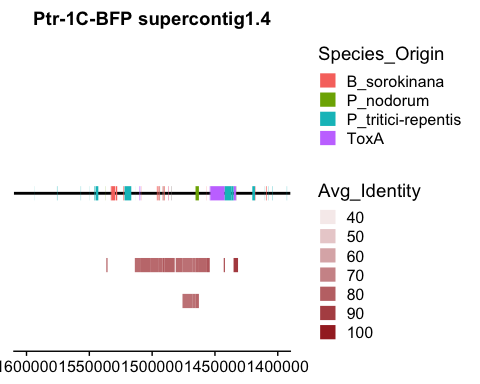 Ptr-1C-BFP supercontig1.4
Species_Origin
B_sorokinana
P_nodorum
P_tritici-repentis
ToxA
Avg_Identity
40
50
60
70
80
90
100
1600000 1550000 1500000 1450000 1400000